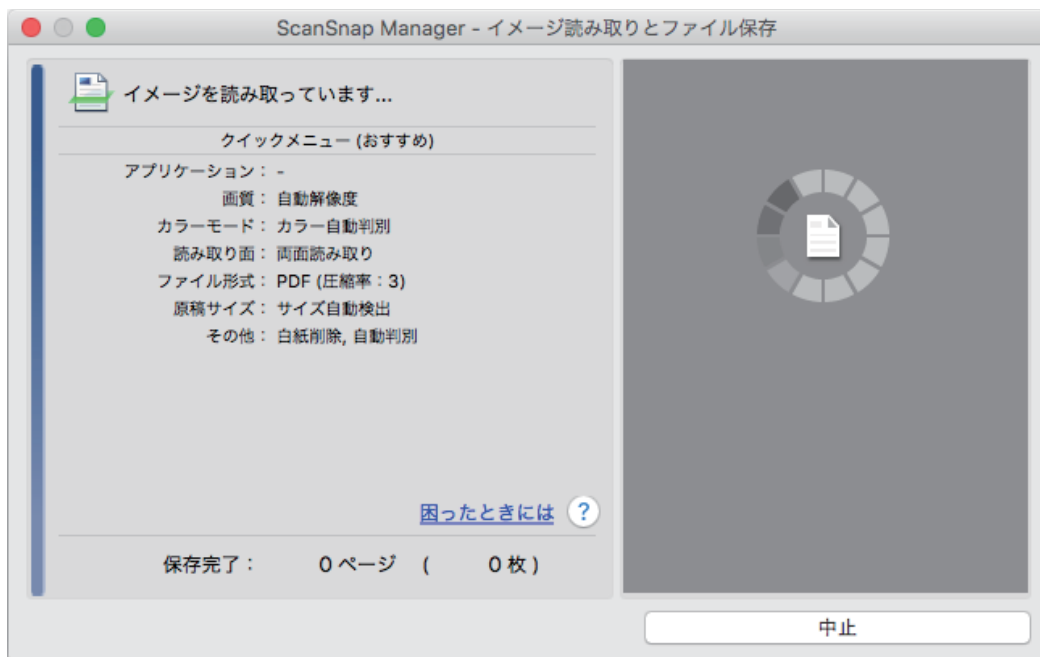 ScanSnap Manager - イメージ読み取りとファイル保存
イメージを読み取っています...
クイックメニュー (おすすめ)
アプリケーション： -
画質： 自動解像度
カラーモード： カラー自動判別
読み取り面： 両面読み取り
ファイル形式： PDF (圧縮率：3)
原稿サイズ： サイズ自動検出
その他： 白紙削除, 自動判別
困ったときには ?
保存完了： 0 ページ ( 0 枚 )
中止